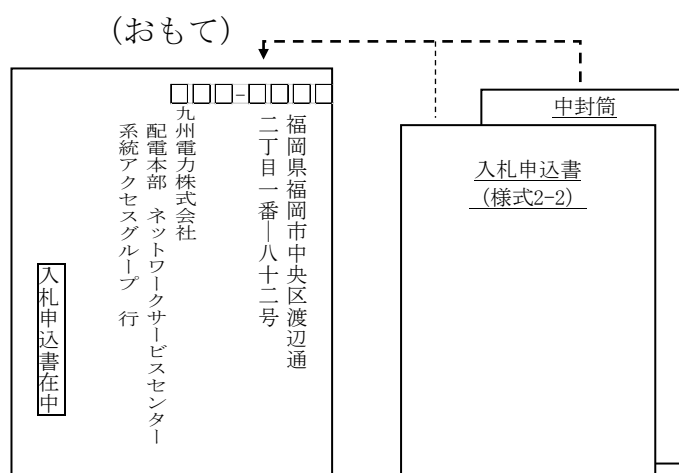 (おもて)
□□□-□□□□
福岡県福岡市中央区渡辺通
二丁目一番―八十二号
九州電力株式会社
配電本部 ネットワークサービスセンター
系統アクセスグループ 行
入札申込書在中
中封筒
入札申込書
(様式2-2)